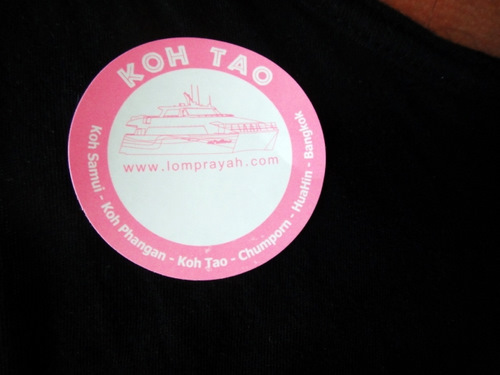 KOH TAO
www.lomprayah.com
Koh Samui - Koh Phangan - Koh Tao - Chumporn - HuaHin - Bangkok